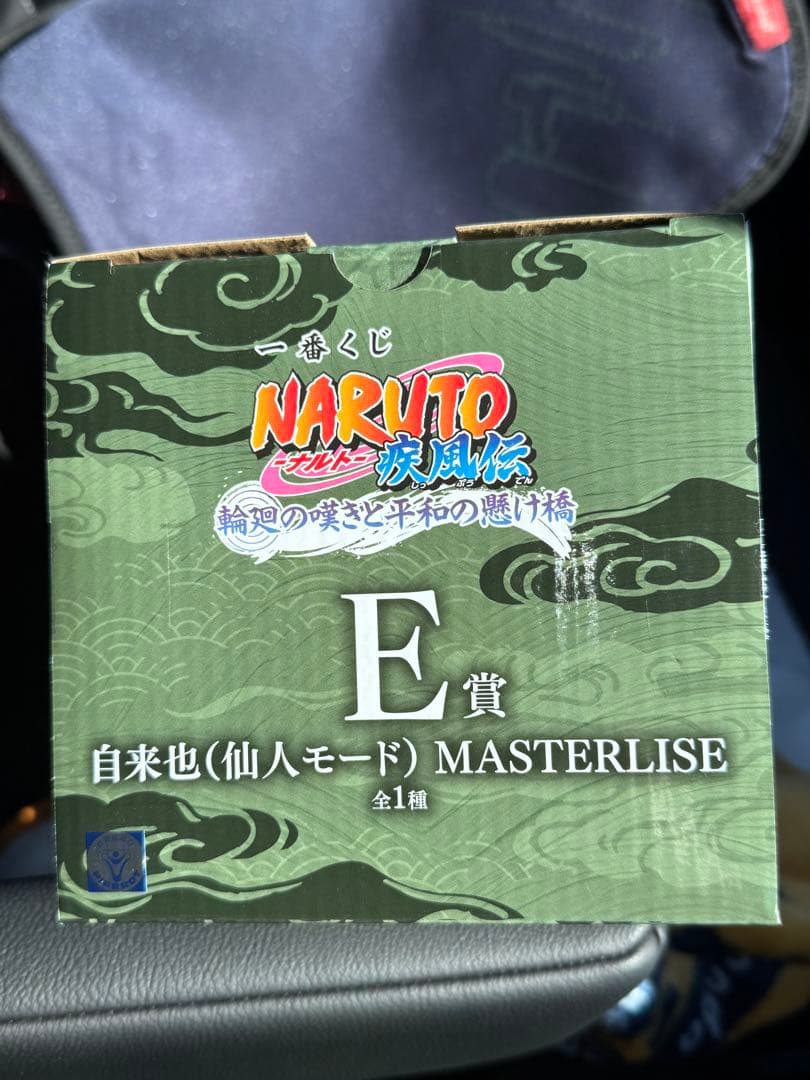 一番くじ
NARUTO
-ナルト-
疾風伝
しっ ぷう でん
輪廻の嘆きと平和の懸け橋
E賞
自来也(仙人モード) MASTERLISE
全1種